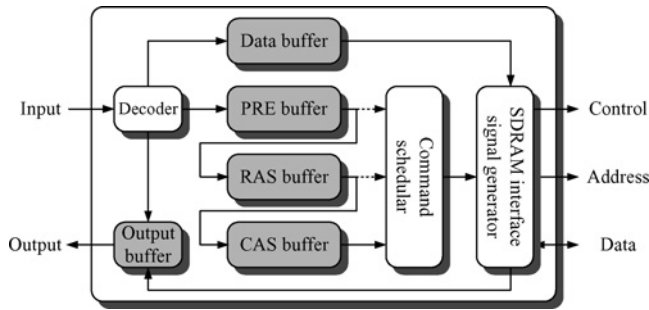 Data buffer
Input
Decoder
PRE buffer
Control
RAS buffer
Command
schedular
SDRAM interface
signal generator
Address
Output
Output
buffer
CAS buffer
Data